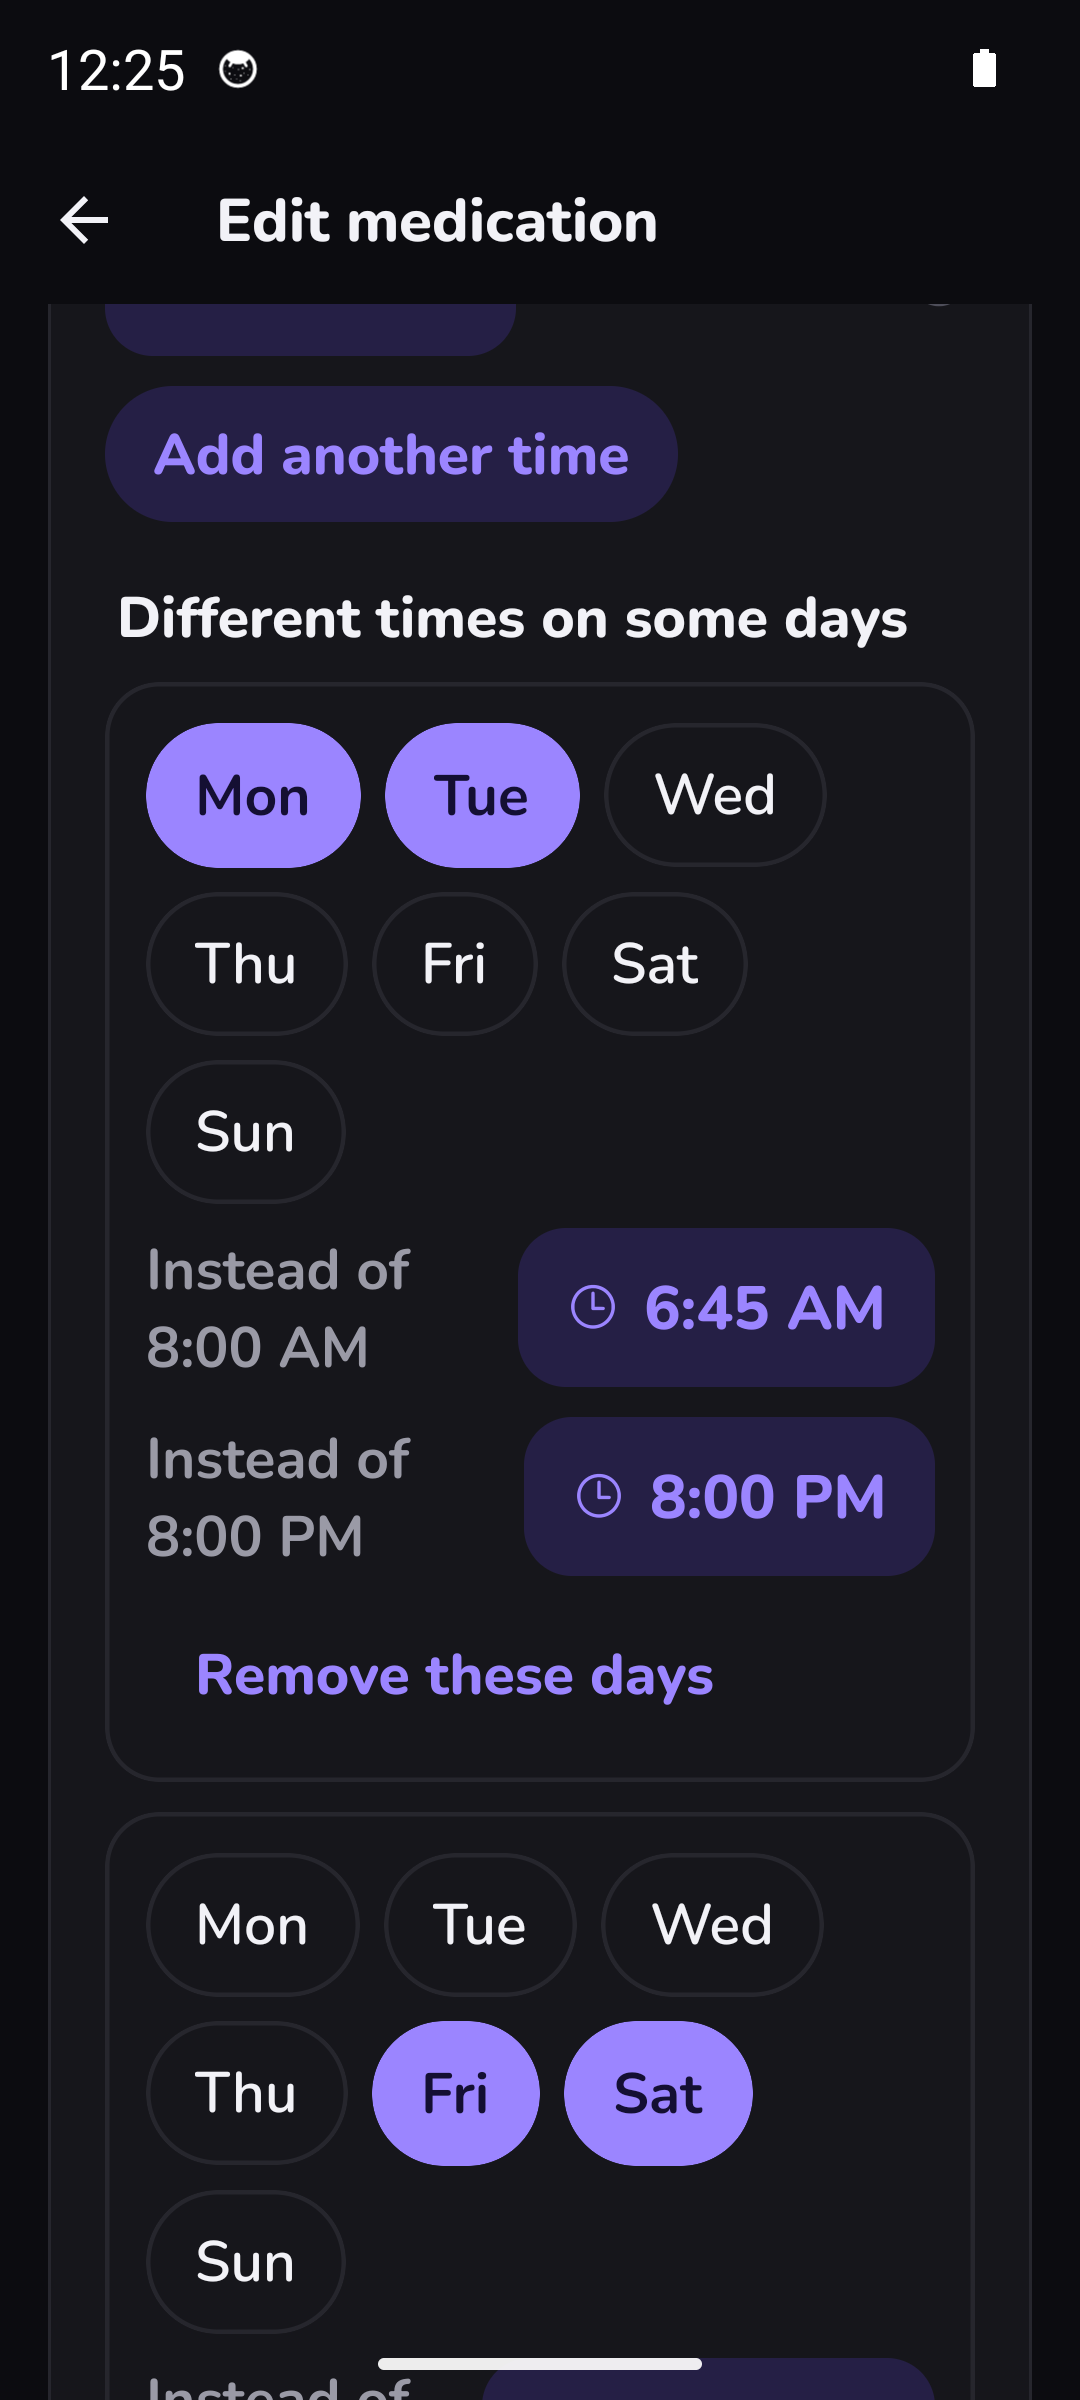 12:25
Edit medication
Add another time
Different times on some days
Mon Tue Wed
Thu Fri Sat
Sun
Instead of
8:00 AM
6:45 AM
Instead of
8:00 PM
8:00 PM
Remove these days
Mon Tue Wed
Thu Fri Sat
Sun
Instead of